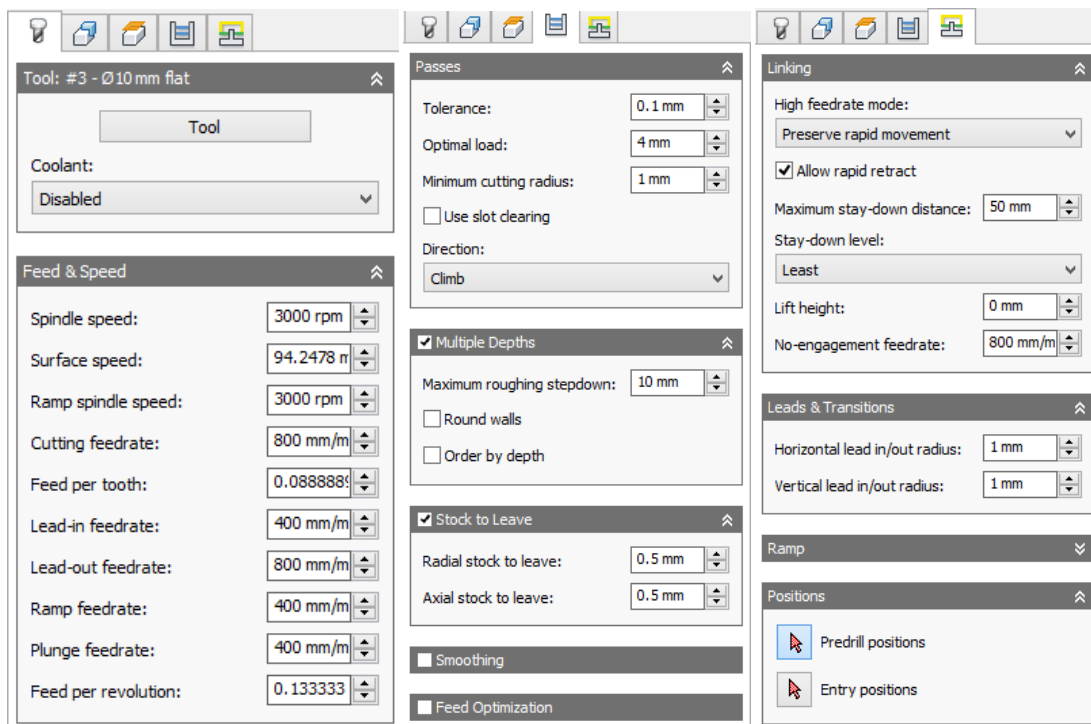 Tool: #3 - Ø10 mm flat
Tool
Coolant:
Disabled
Feed & Speed
Spindle speed: 3000 rpm
Surface speed: 94.2478 m
Ramp spindle speed: 3000 rpm
Cutting feedrate: 800 mm/m
Feed per tooth: 0.0888889
Lead-in feedrate: 400 mm/m
Lead-out feedrate: 800 mm/m
Ramp feedrate: 400 mm/m
Plunge feedrate: 400 mm/m
Feed per revolution: 0.133333
Passes
Tolerance: 0.1 mm
Optimal load: 4 mm
Minimum cutting radius: 1 mm
Use slot clearing
Direction:
Climb
Multiple Depths
Maximum roughing stepdown: 10 mm
Round walls
Order by depth
Stock to Leave
Radial stock to leave: 0.5 mm
Axial stock to leave: 0.5 mm
Smoothing
Feed Optimization
Linking
High feedrate mode:
Preserve rapid movement
Allow rapid retract
Maximum stay-down distance: 50 mm
Stay-down level:
Least
Lift height: 0 mm
No-engagement feedrate: 800 mm/m
Leads & Transitions
Horizontal lead in/out radius: 1 mm
Vertical lead in/out radius: 1 mm
Ramp
Positions
Predrill positions
Entry positions